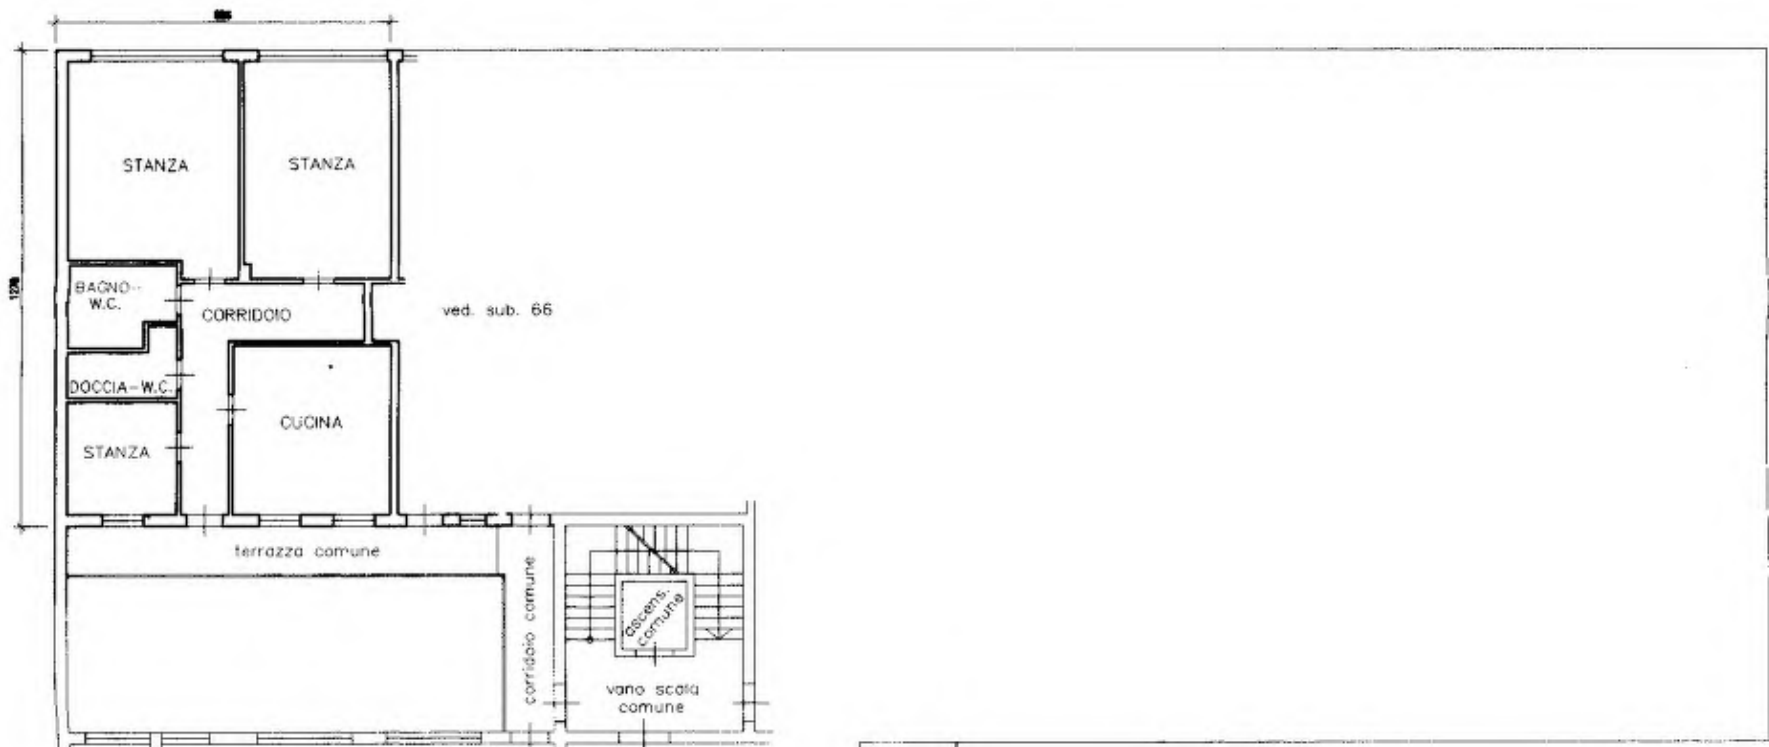 STANZA
STANZA
BAGNO-
W.C.
CORRIDOIO
ved. sub. 66
DOCCIA-W.C.
CUCINA
STANZA
terrazza comune
corridoio comune
ascens.
comune
vano scala
comune